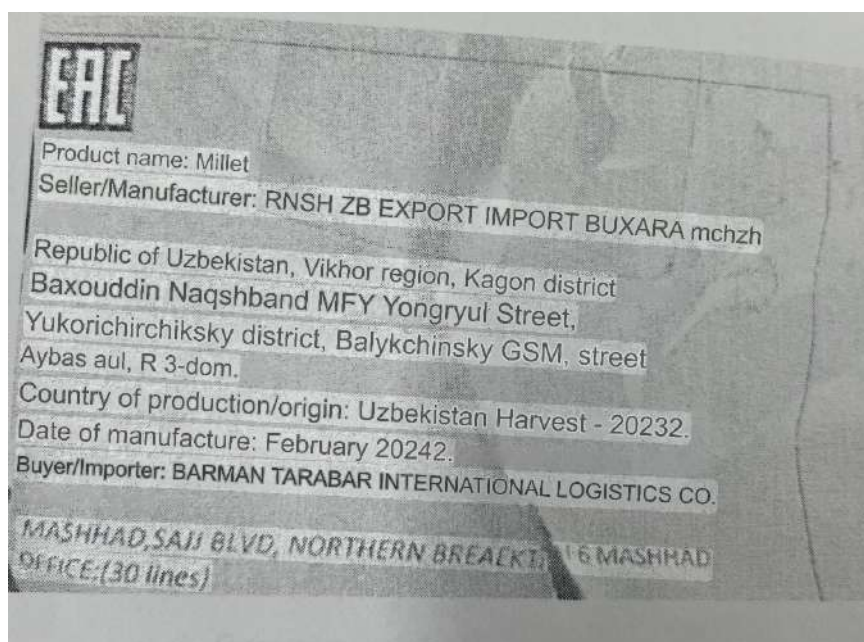 EAC
Product name: Millet
Seller/Manufacturer: RNSH ZB EXPORT IMPORT BUXARA mchzh
Republic of Uzbekistan, Vikhor region, Kagon district
Baxouddin Naqshband MFY Yongryul Street,
Yukorichirchiksky district, Balykchinsky GSM, street
Aybas aul, R 3-dom.
Country of production/origin: Uzbekistan Harvest - 20232.
Date of manufacture: February 20242.
Buyer/Importer: BARMAN TARABAR INTERNATIONAL LOGISTICS CO.
MASHHAD,SAJJ BLVD, NORTHERN 6 MASHHAD
OFFICE:(30 lines)